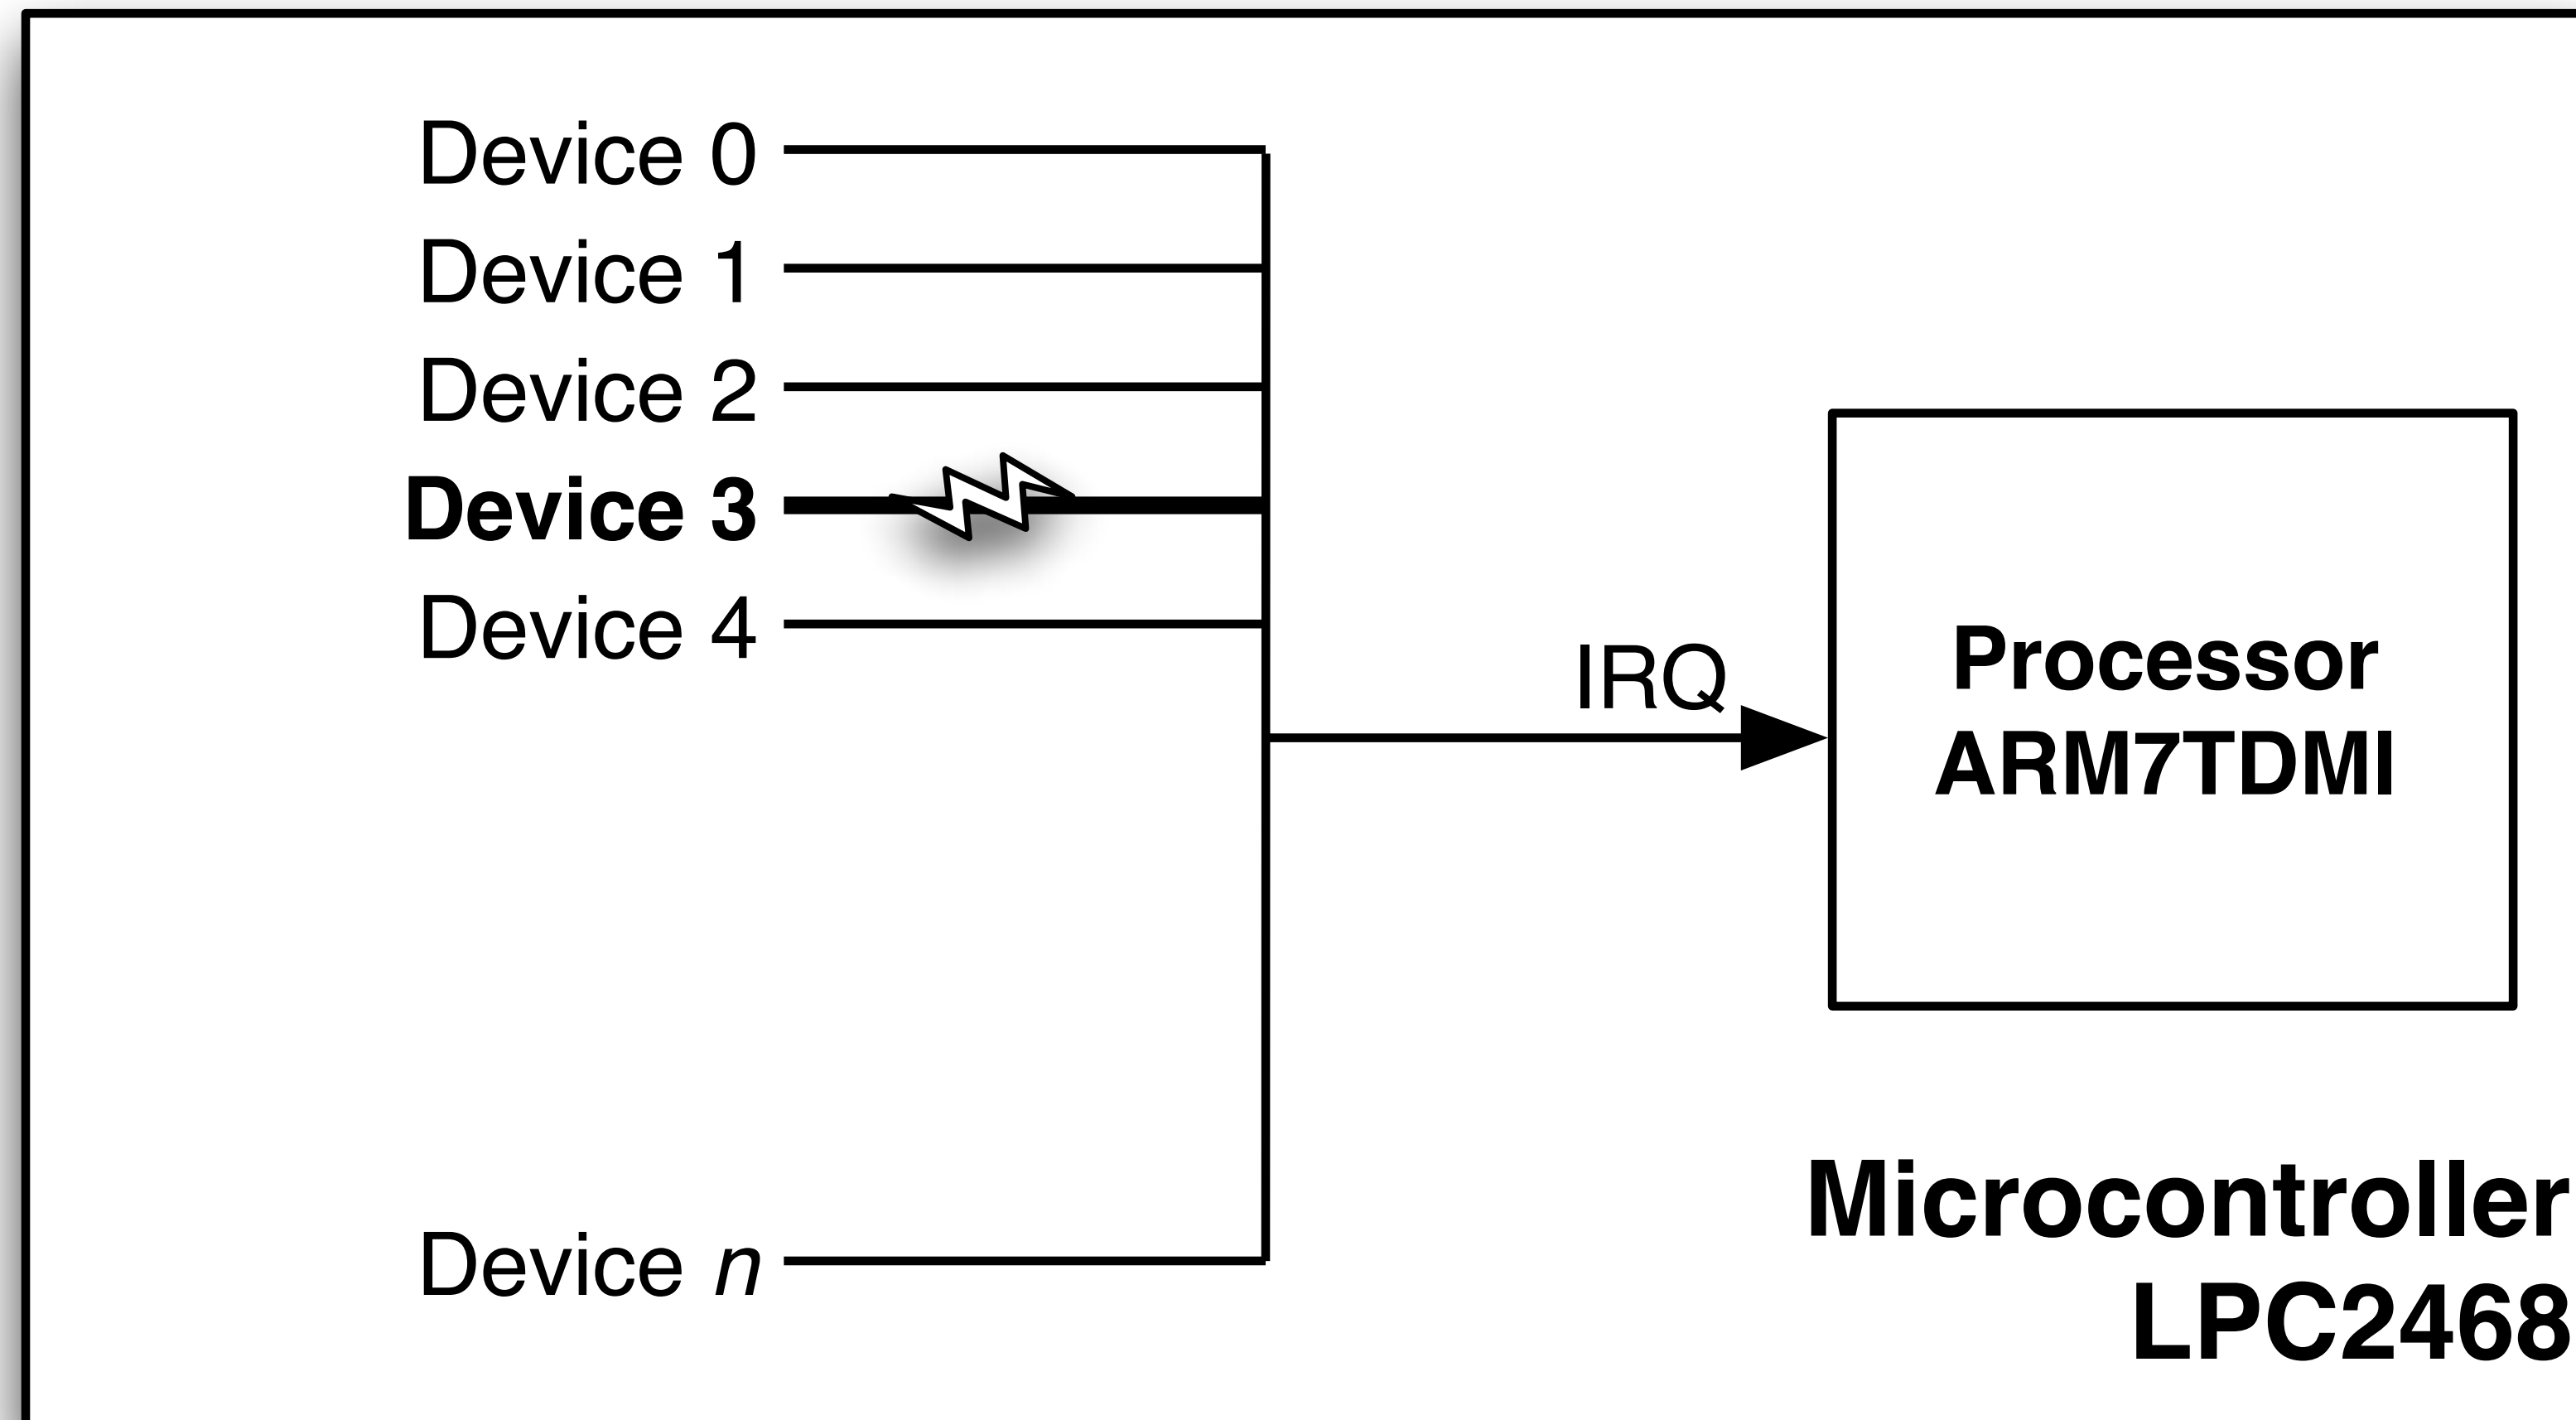 Device 0
Device 1
Device 2
Device 3
Device 4
IRQ
Processor
ARM7TDMI
Device n
Microcontroller
LPC2468